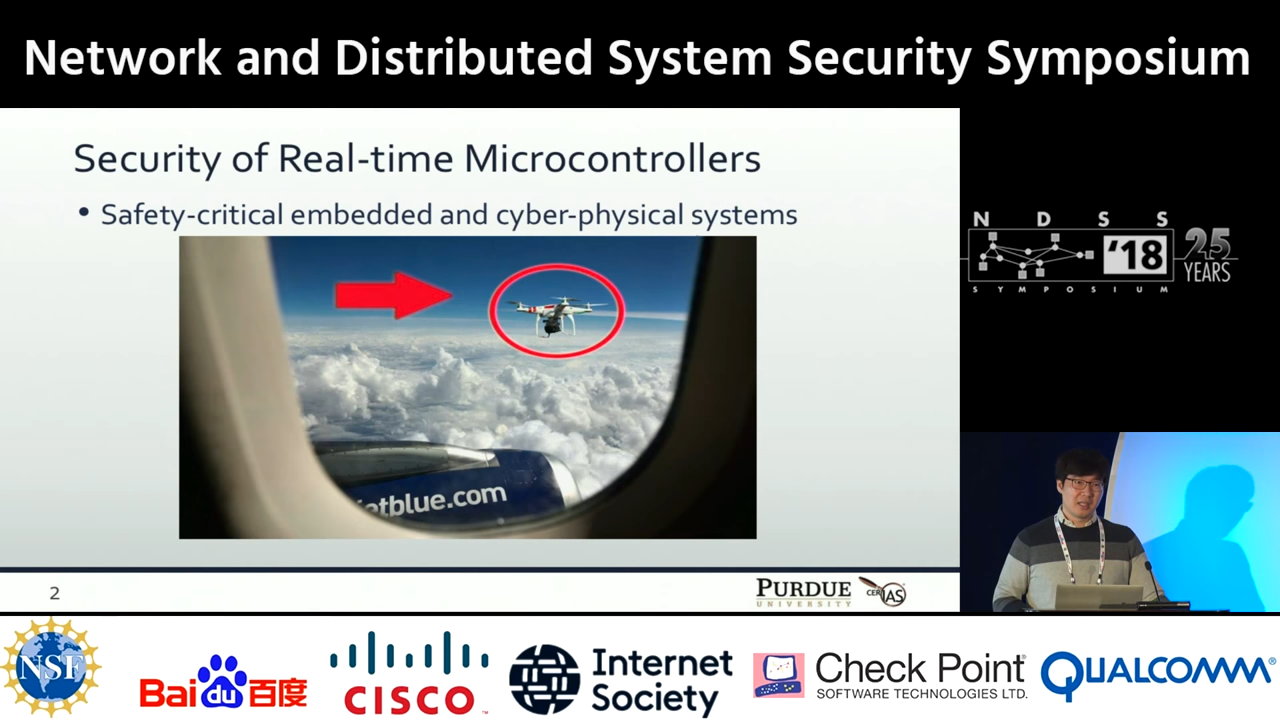 Network and Distributed System Security Symposium
Security of Real-time Microcontrollers
• Safety-critical embedded and cyber-physical systems
jetblue.com
2
PURDUE
UNIVERSITY
CERIAS
N D S S
‘18
25
YEARS
S Y M P O S I U M
NSF
Bai du 百度
CISCO
Internet
Society
Check Point
SOFTWARE TECHNOLOGIES LTD.
QUALCOMM